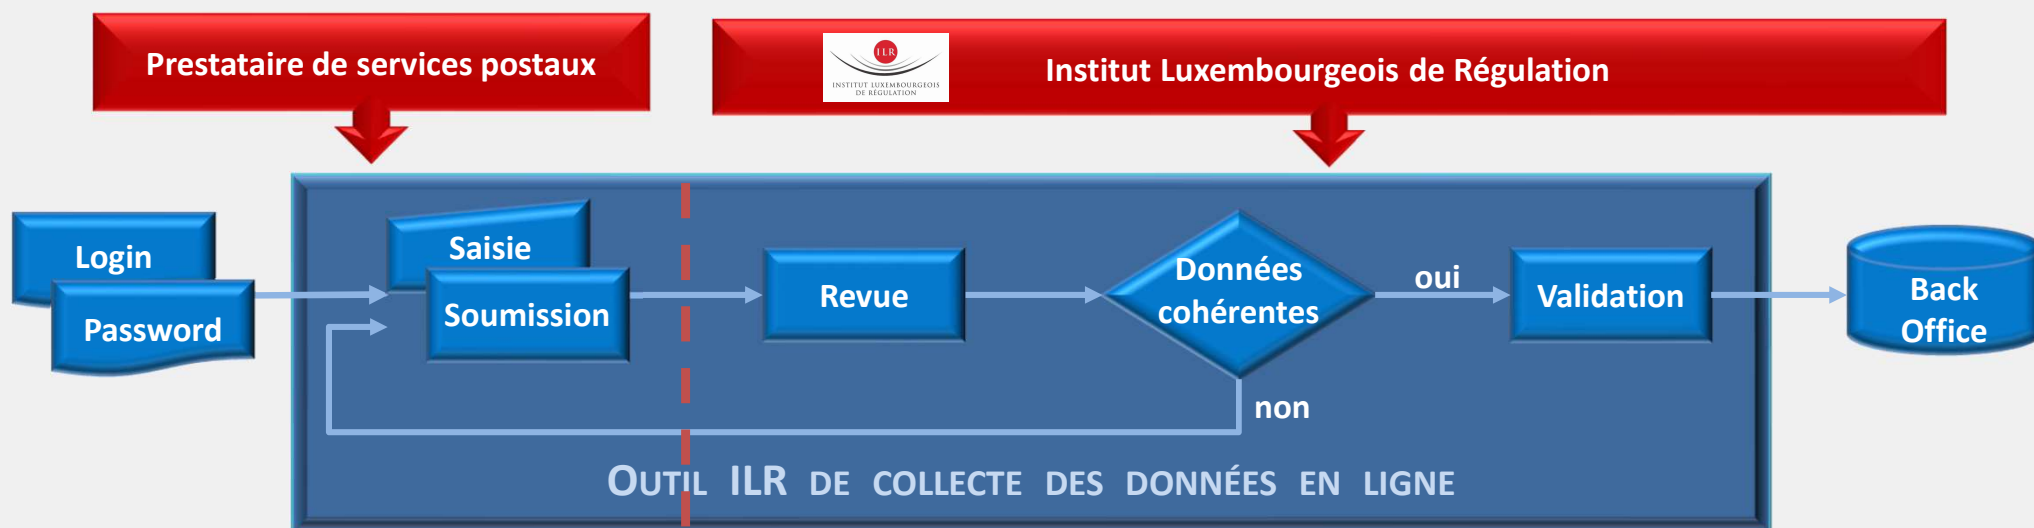 Prestataire de services postaux
ILR
INSTITUT LUXEMBOURGEOIS
DE RÉGULATION
Institut Luxembourgeois de Régulation
Login
Password
Saisie
Soumission
Revue
Données
cohérentes
oui
non
Validation
Back
Office
OUTIL ILR DE COLLECTE DES DONNÉES EN LIGNE